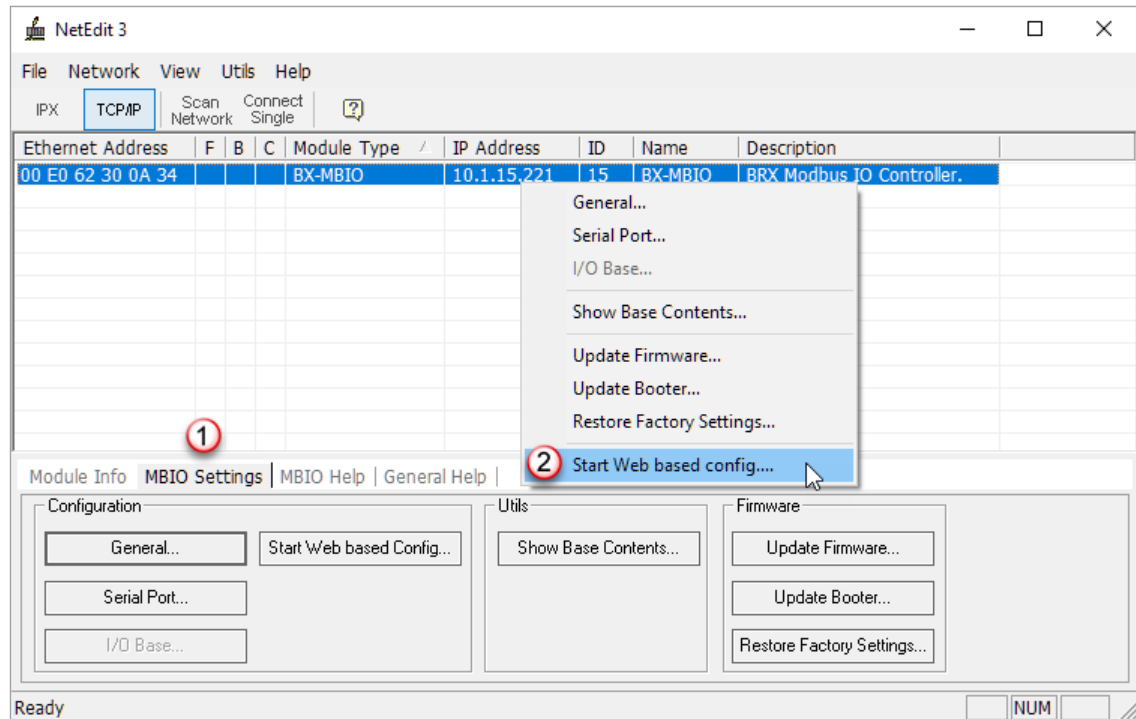 NetEdit 3
File Network View Utils Help
IPX TCP/IP Scan Network Connect Single
Ethernet Address F B C Module Type IP Address ID Name Description
00 E0 62 30 0A 34 BX-MBIO 10.1.15.221 15 BX-MBIO BRX Modbus IO Controller.
General...
Serial Port...
I/O Base...
Show Base Contents...
Update Firmware...
Update Booter...
Restore Factory Settings...
1
2 Start Web based config....
Module Info MBIO Settings MBIO Help General Help
Configuration Utils Firmware
General... Start Web based Config... Show Base Contents... Update Firmware...
Serial Port... Update Booter...
I/O Base... Restore Factory Settings...
Ready NUM